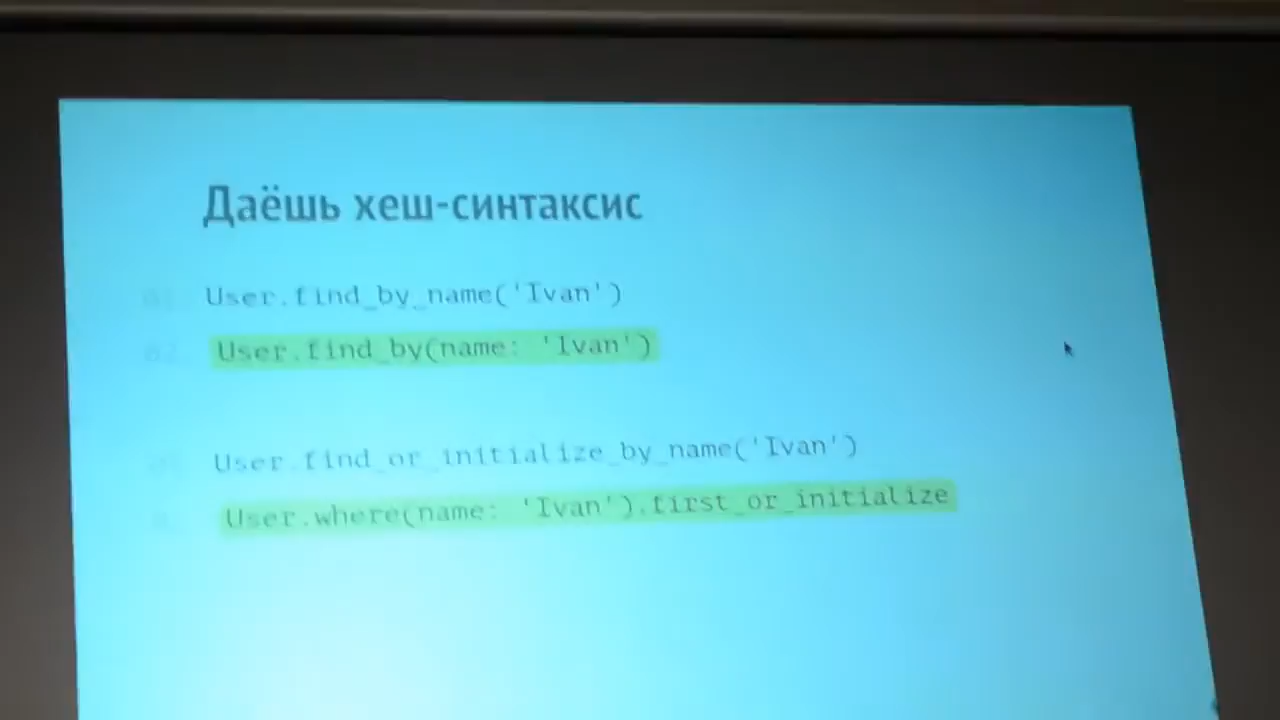 Даёшь хеш-синтаксис
User.find_by_name('Ivan')
User.find_by(name: 'Ivan')
User.find_or_initialize_by_name('Ivan')
User.where(name: 'Ivan').first_or_initialize